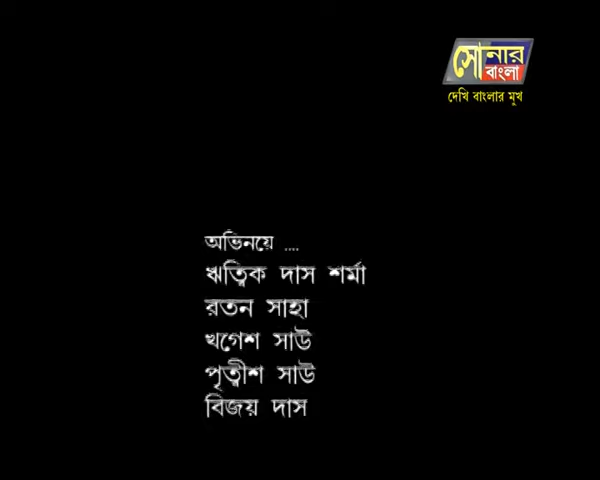 সোনার
বাংলা
দেখি বাংলার মুখ
অভিনয়ে ....
ঋত্বিক দাস শর্মা
রতন সাহা
খগেশ সাউ
পৃত্বীশ সাউ
বিজয় দাস